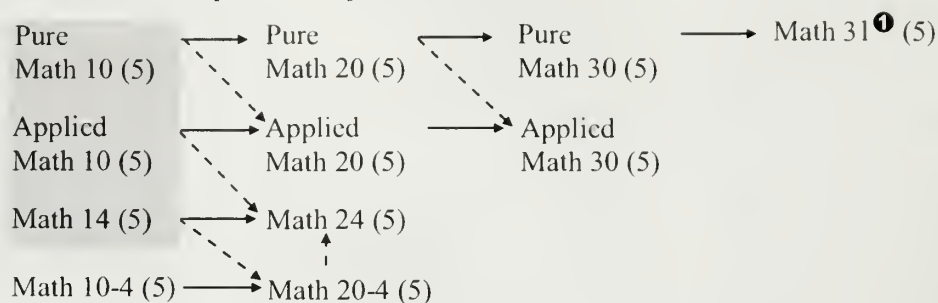 Pure Pure Pure Math 31❶ (5)
Math 10 (5) Math 20 (5) Math 30 (5)
Applied Applied Applied
Math 10 (5) Math 20 (5) Math 30 (5)
Math 14 (5) Math 24 (5)
Math 10-4 (5) Math 20-4 (5)